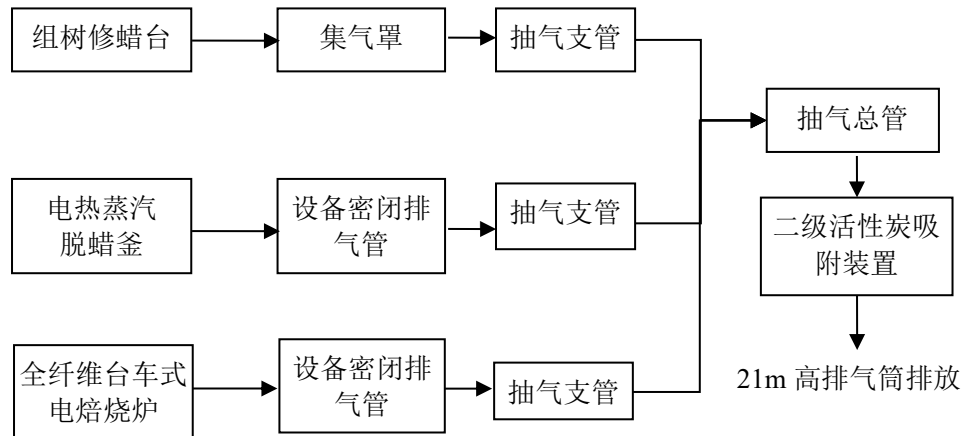 组树修蜡台
集气罩
抽气支管
抽气总管
电热蒸汽
脱蜡釜
设备密闭排
气管
抽气支管
二级活性炭吸
附装置
全纤维台车式
电焙烧炉
设备密闭排
气管
抽气支管
21m 高排气筒排放